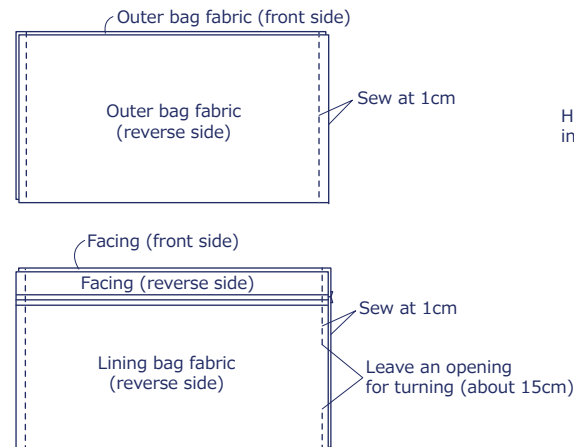 Outer bag fabric (front side)
Outer bag fabric
(reverse side)
Sew at 1cm
Facing (front side)
Facing (reverse side)
Sew at 1cm
Lining bag fabric
(reverse side)
Leave an opening
for turning (about 15cm)